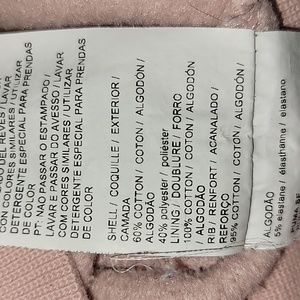 CON COLORES SIMILARES / UTILIZAR
DETERGENTE ESPECIAL PARA PRENDAS
DE COLOR
PT: NÃO PASSAR O ESTAMPADO /
LAVAR E PASSAR DO AVESSO / LAVAR
COM CORES SIMILARES / UTILIZAR
DETERGENTE ESPECIAL PARA PRENDAS
DE COLOR
SHELL / COQUILLE / EXTERIOR /
CAMADA
60% COTTON / COTON / ALGODÓN /
ALGODÃO
40% polyester / poliester
LINING / DOUBLURE / FORRO
100% COTTON / COTON / ALGODÓN
/ ALGODÃO
RIB / RENFORT / ACANALADO /
REFORÇO
95% COTTON / COTON / ALGODÓN /
ALGODÃO
5% elastane / elastano